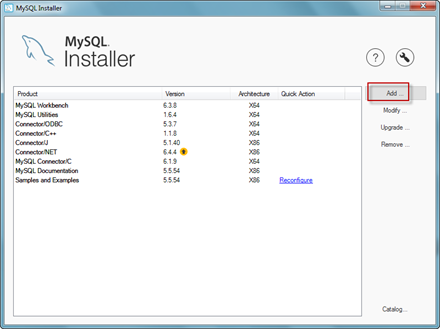 MySQL Installer
MySQL®
Installer
?
Product Version Architecture Quick Action
MySQL Workbench 6.3.8 X64
MySQL Utilities 1.6.4 X64
Connector/ODBC 5.3.7 X64
Connector/C++ 1.1.8 X64
Connector/J 5.1.40 X86
Connector/NET 6.4.4 X86
MySQL Connector/C 6.1.9 X64
MySQL Documentation 5.5.54 X86
Samples and Examples 5.5.54 X86 Reconfigure
Add ...
Modify ...
Upgrade ...
Remove ...
Catalog...